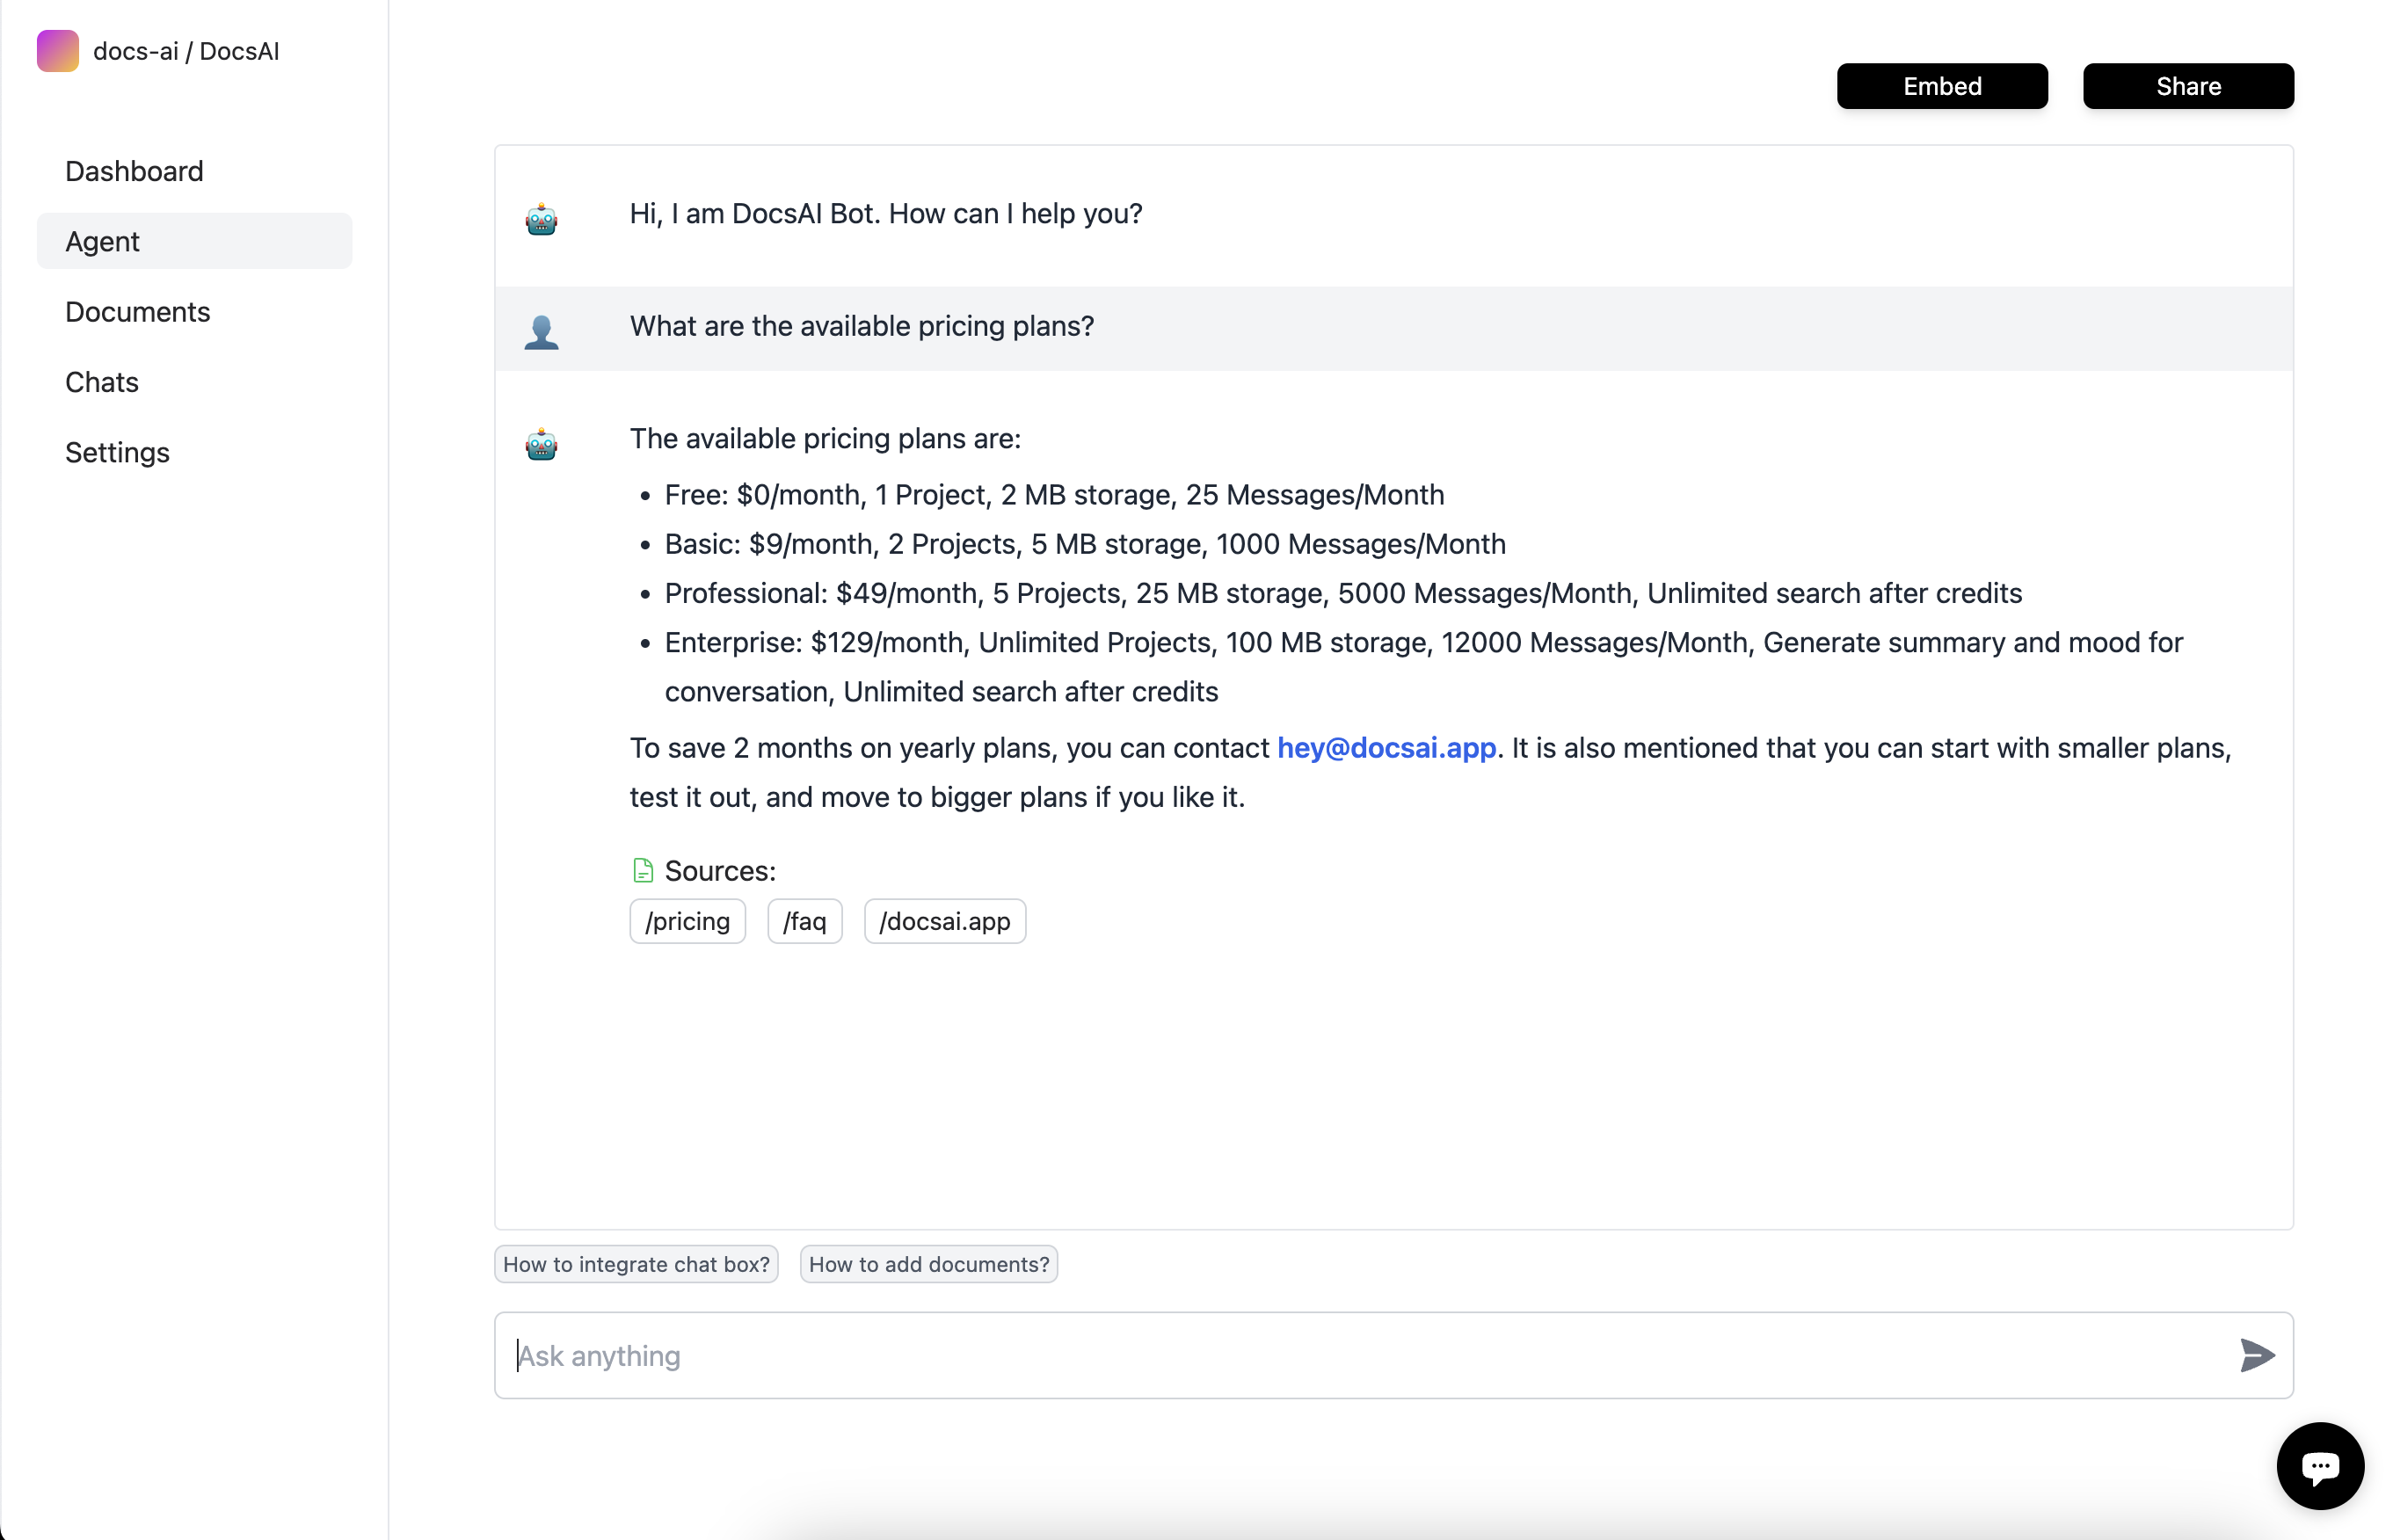 docs-ai / DocsAI
Dashboard
Agent
Documents
Chats
Settings
Embed
Share
Hi, I am DocsAI Bot. How can I help you?
What are the available pricing plans?
The available pricing plans are:
• Free: $0/month, 1 Project, 2 MB storage, 25 Messages/Month
• Basic: $9/month, 2 Projects, 5 MB storage, 1000 Messages/Month
• Professional: $49/month, 5 Projects, 25 MB storage, 5000 Messages/Month, Unlimited search after credits
• Enterprise: $129/month, Unlimited Projects, 100 MB storage, 12000 Messages/Month, Generate summary and mood for
conversation, Unlimited search after credits
To save 2 months on yearly plans, you can contact hey@docsai.app. It is also mentioned that you can start with smaller plans,
test it out, and move to bigger plans if you like it.
Sources:
/pricing /faq /docsai.app
How to integrate chat box? How to add documents?
Ask anything